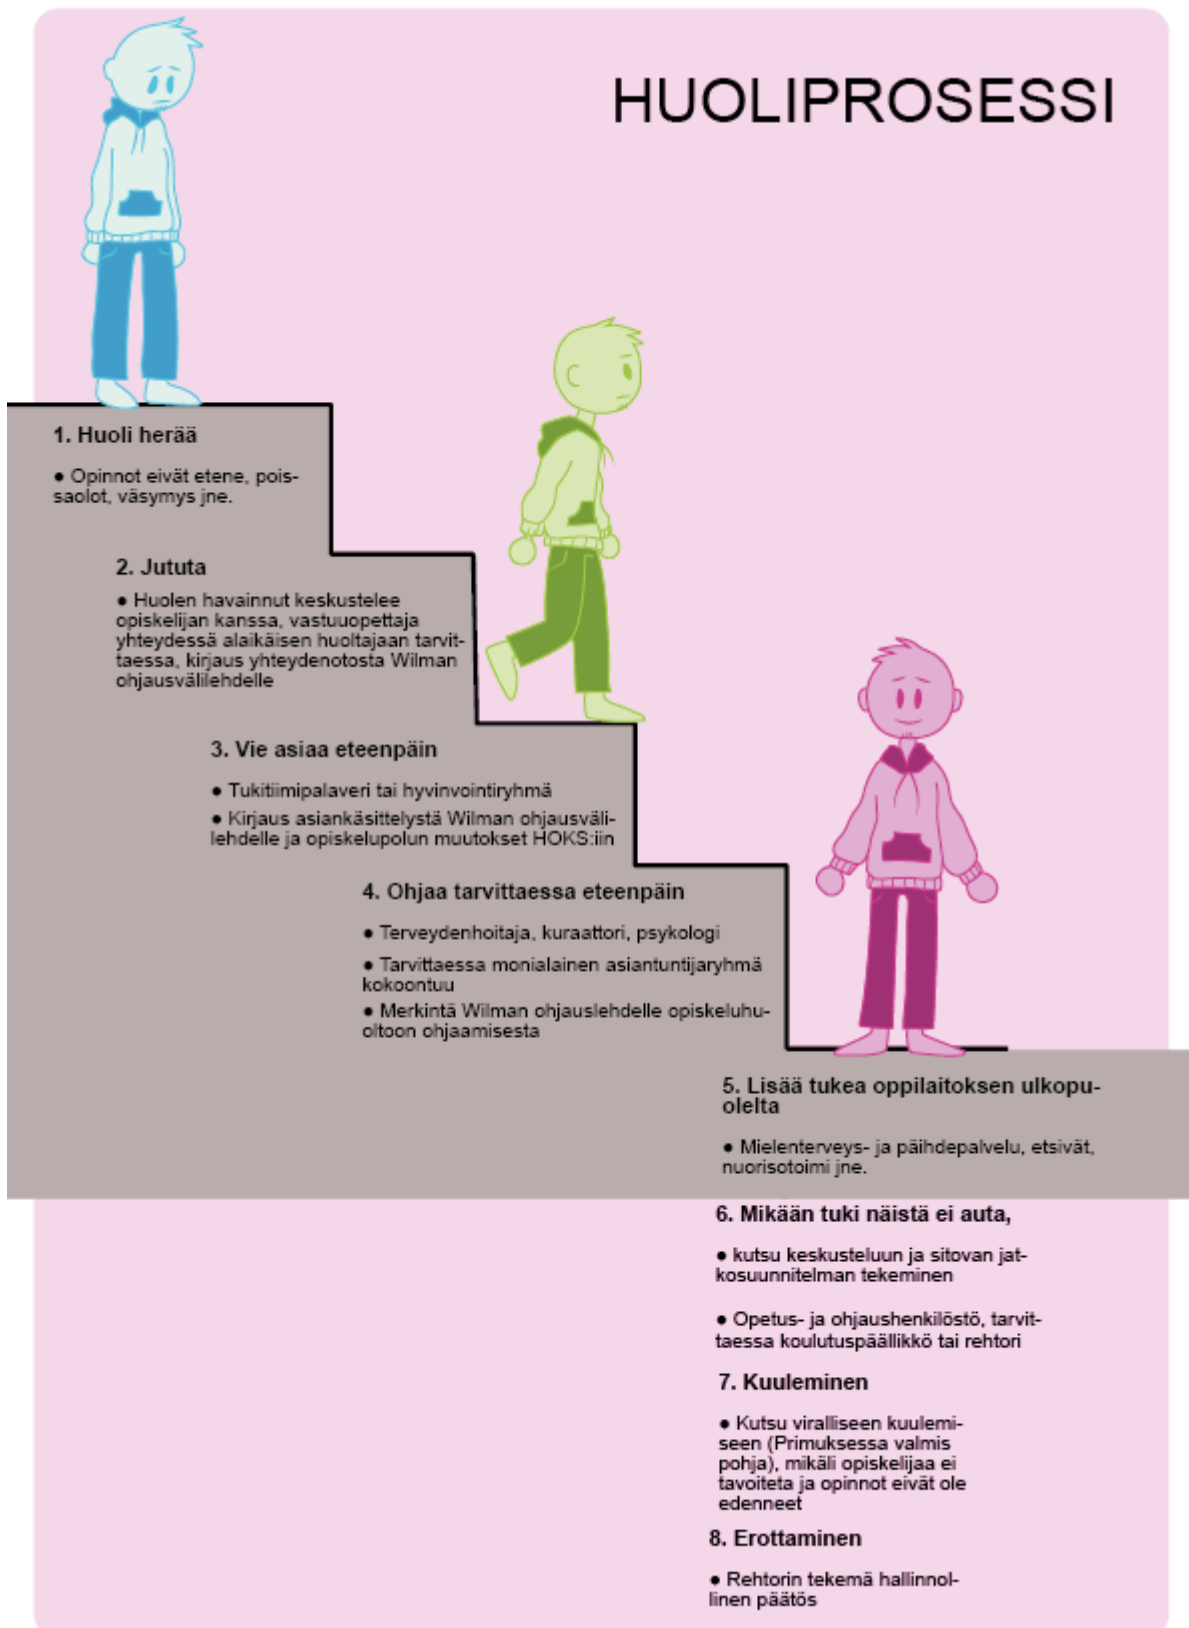 HUOLIPROSESSI
1. Huoli herää
● Opinnot eivät etene, pois-
saolot, väsymys jne.
2. Jututa
● Huolen havainnut keskustelee
opiskelijan kanssa, vastuuopettaja
yhteydessä alaikäisen huoltajaan tarvit-
taessa, kirjaus yhteydenotosta Wilman
ohjausvälilehdelle
3. Vie asiaa eteenpäin
● Tukitiimipalaveri tai hyvinvointiryhmä
● Kirjaus asiankäsittelystä Wilman ohjausväli-
lehdelle ja opiskelupolun muutokset HOKS:iin
4. Ohjaa tarvittaessa eteenpäin
● Terveydenhoitaja, kuraattori, psykologi
● Tarvittaessa monialainen asiantuntijaryhmä
kokoontuu
● Merkintä Wilman ohjauslehdelle opiskeluhu-
oltoon ohjaamisesta
5. Lisää tukea oppilaitoksen ulkopu-
olelta
● Mielenterveys- ja päihdepalvelu, etsivät,
nuorisotoimi jne.
6. Mikään tuki näistä ei auta,
● kutsu keskusteluun ja sitovan jat-
kosuunnitelman tekeminen
● Opetus- ja ohjaushenkilöstö, tarvit-
taessa koulutuspäällikkö tai rehtori
7. Kuuleminen
● Kutsu viralliseen kuulemi-
seen (Primuksessa valmis
pohja), mikäli opiskelijaa ei
tavoiteta ja opinnot eivät ole
edenneet
8. Erottaminen
● Rehtorin tekemä hallinnol-
linen päätös